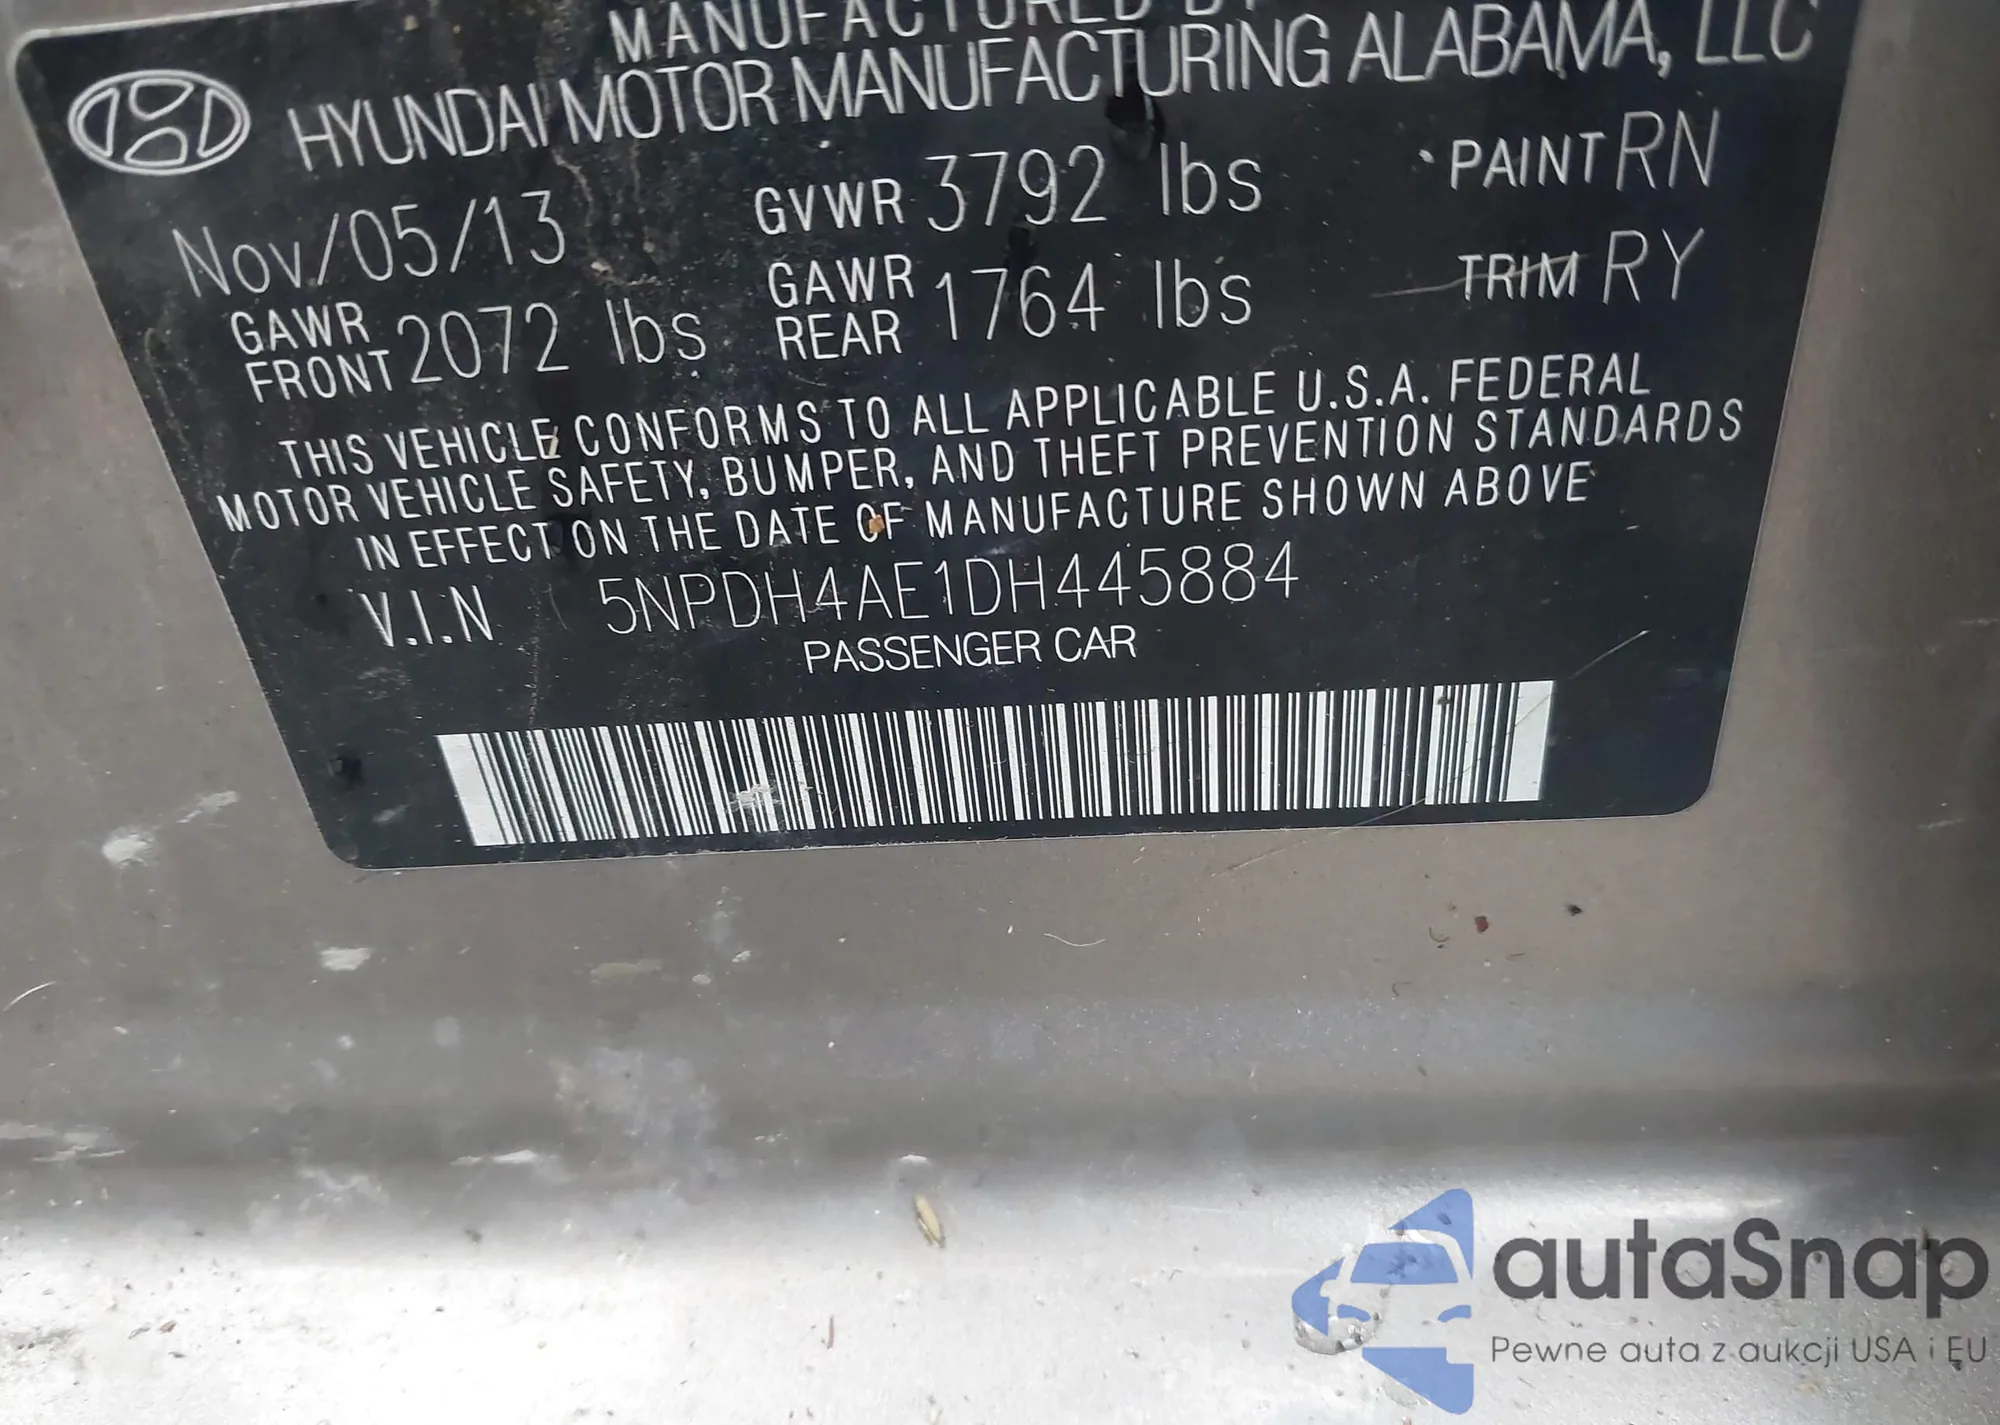 MANUFACTURED BY
HYUNDAI MOTOR MANUFACTURING ALABAMA, LLC
Nov/05/13 GVWR 3792 lbs PAINT RN
GAWR FRONT 2072 lbs GAWR REAR 1764 lbs TRIM RY
THIS VEHICLE CONFORMS TO ALL APPLICABLE U.S.A. FEDERAL
MOTOR VEHICLE SAFETY, BUMPER, AND THEFT PREVENTION STANDARDS
IN EFFECT ON THE DATE OF MANUFACTURE SHOWN ABOVE
V.I.N 5NPDH4AE1DH445884
PASSENGER CAR
autaSnap
Pewne auta z aukcji USA i EU